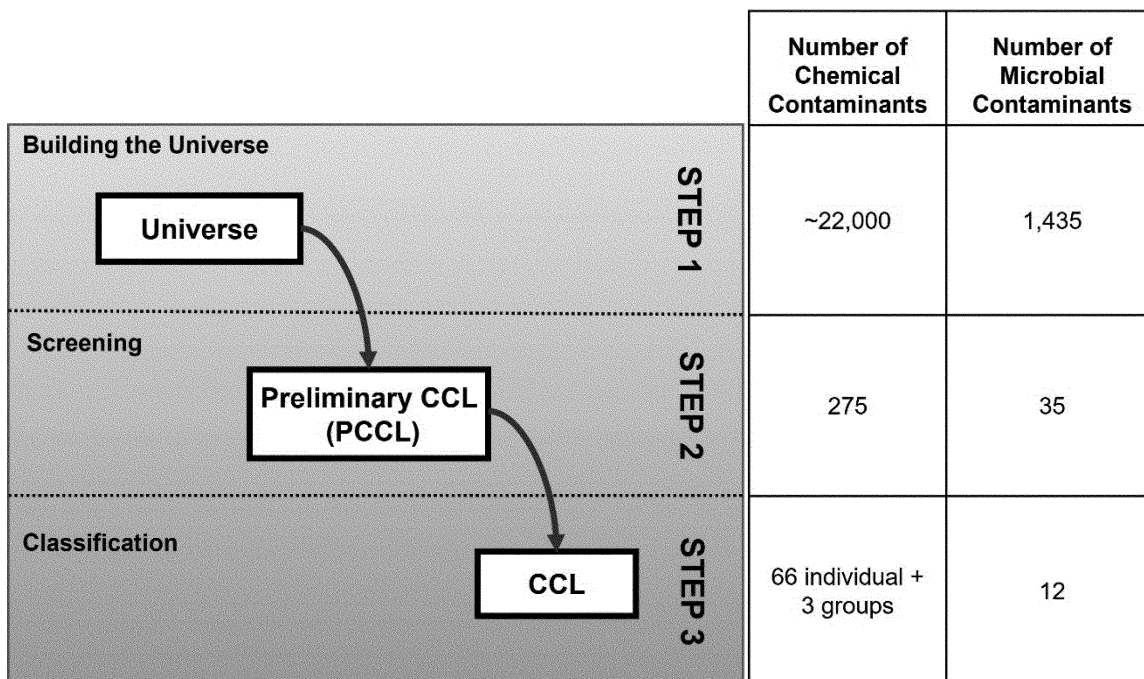 Number of
Chemical
Contaminants
Number of
Microbial
Contaminants
Building the Universe
Universe
STEP 1
~22,000
1,435
Screening
Preliminary CCL
(PCCL)
STEP 2
275
35
Classification
CCL
STEP 3
66 individual +
3 groups
12